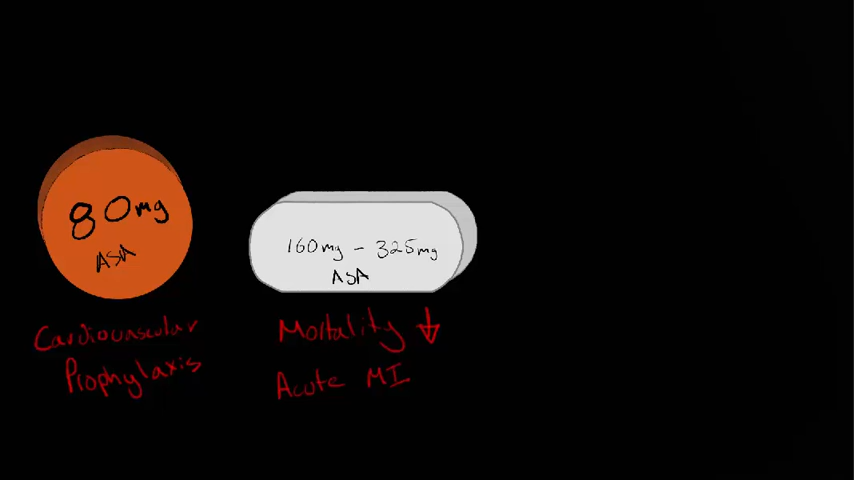 80mg
ASA
Cardiovascular
Prophylaxis
160mg - 325mg
ASA
Mortality ↓
Acute MI